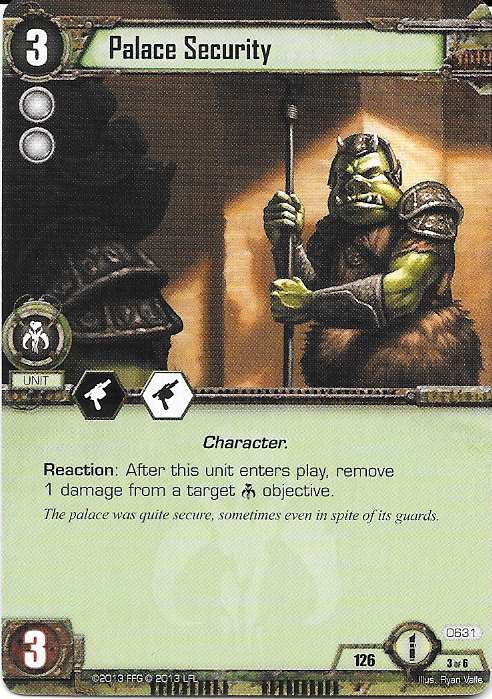 3
Palace Security
UNIT
Character.
Reaction: After this unit enters play, remove
1 damage from a target objective.
The palace was quite secure, sometimes even in spite of its guards.
3
0631
126
3 of 6
©2013 FFG © 2013 LFL
Illus. Ryan Valle